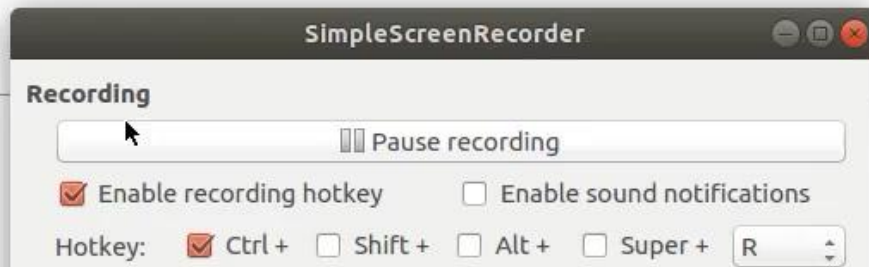 SimpleScreenRecorder
Recording
Pause recording
Enable recording hotkey Enable sound notifications
Hotkey: Ctrl + Shift + Alt + Super + R